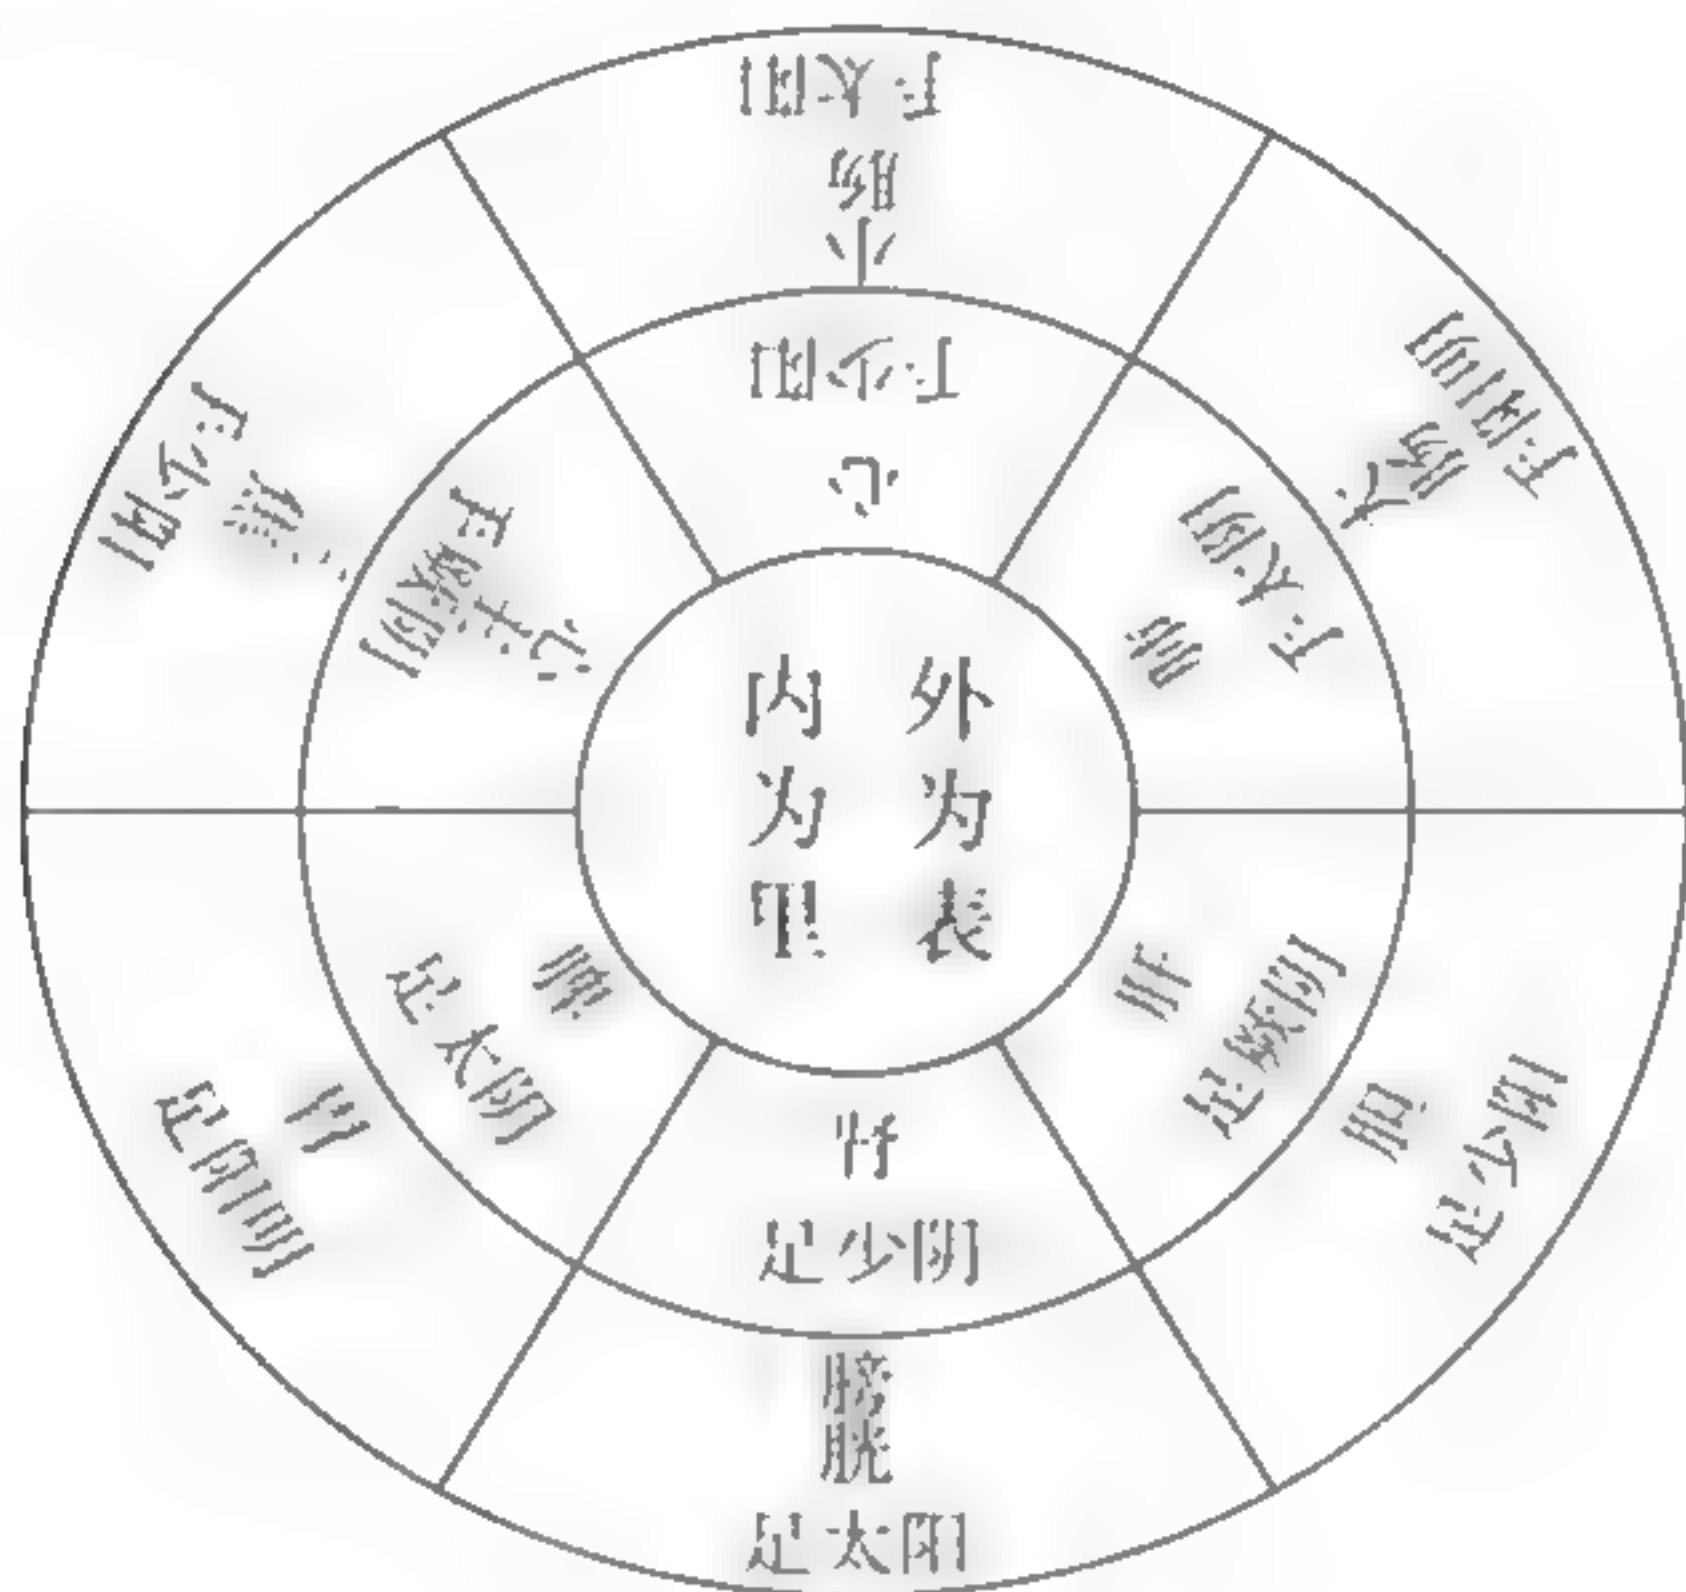 手太阳
小肠
手少阴
心
手阳明
大肠
手太阴
肺
手少阳
三焦
手厥阴
心主
外为表
内为里
脾
足太阴
胃
足阳明
肾
足少阴
膀胱
足太阳
肝
足厥阴
胆
足少阳